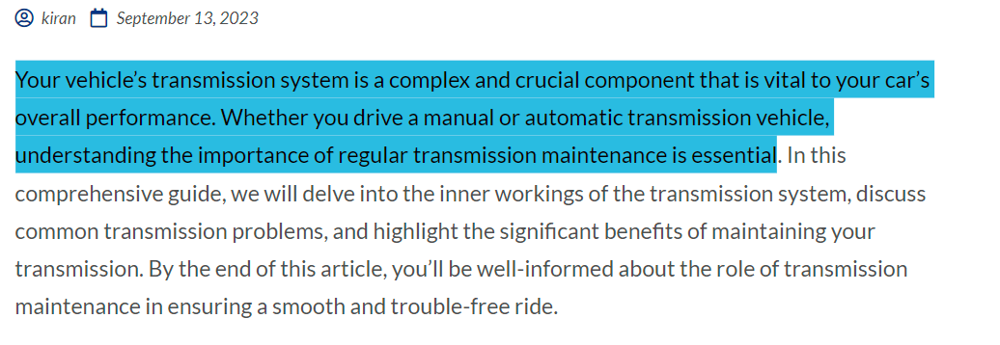 kiran September 13, 2023
Your vehicle’s transmission system is a complex and crucial component that is vital to your car’s
overall performance. Whether you drive a manual or automatic transmission vehicle,
understanding the importance of regular transmission maintenance is essential. In this
comprehensive guide, we will delve into the inner workings of the transmission system, discuss
common transmission problems, and highlight the significant benefits of maintaining your
transmission. By the end of this article, you’ll be well-informed about the role of transmission
maintenance in ensuring a smooth and trouble-free ride.